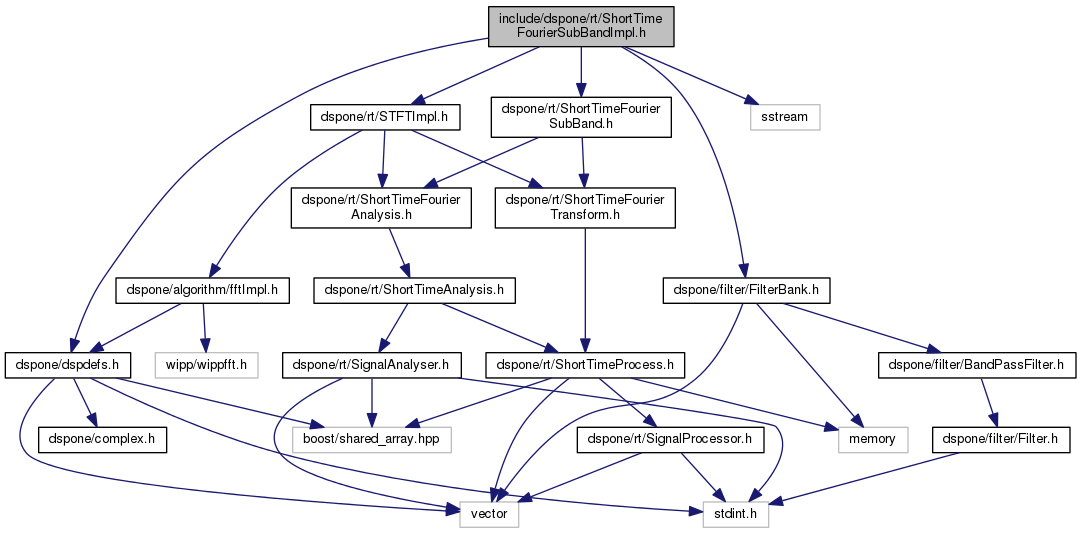 include/dspone/rt/ShortTime
FourierSubBandImpl.h
dspone/rt/STFTImpl.h
dspone/rt/ShortTimeFourier
SubBand.h
sstream
dspone/rt/ShortTimeFourier
Analysis.h
dspone/rt/ShortTimeFourier
Transform.h
dspone/algorithm/fftImpl.h
dspone/rt/ShortTimeAnalysis.h
dspone/filter/FilterBank.h
dspone/dspdefs.h
wipp/wippfft.h
dspone/rt/SignalAnalyser.h
dspone/rt/ShortTimeProcess.h
dspone/filter/BandPassFilter.h
dspone/complex.h
boost/shared_array.hpp
dspone/rt/SignalProcessor.h
memory
dspone/filter/Filter.h
vector
stdint.h